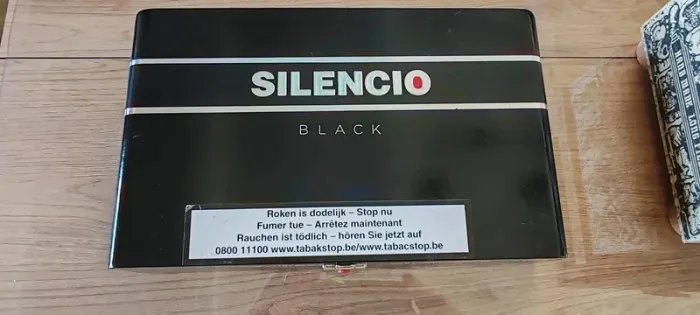 SILENCIO
BLACK
Roken is dodelijk – Stop nu
Fumer tue – Arrêtez maintenant
Rauchen ist tödlich – hören Sie jetzt auf
0800 11100 www.tabakstop.be/www.tabacstop.be